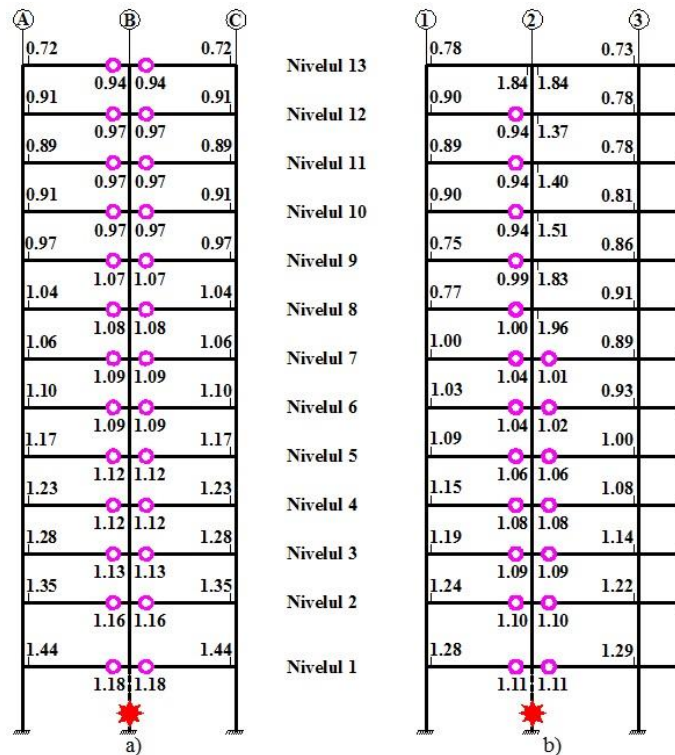 A B C 1 2 3
0.72 0.72 Nivelul 13 0.78 0.73
0.94 0.94 1.84 1.84
0.91 0.91 Nivelul 12 0.90 0.78
0.97 0.97 0.94 1.37
0.89 0.89 Nivelul 11 0.89 0.78
0.97 0.97 0.94 1.40
0.91 0.91 Nivelul 10 0.90 0.81
0.97 0.97 0.94 1.51
0.97 0.97 Nivelul 9 0.75 0.86
1.07 1.07 0.99 1.83
1.04 1.04 Nivelul 8 0.77 0.91
1.08 1.08 1.00 1.96
1.06 1.06 Nivelul 7 1.00 0.89
1.09 1.09 1.04 1.01
1.10 1.10 Nivelul 6 1.03 0.93
1.09 1.09 1.04 1.02
1.17 1.17 Nivelul 5 1.09 1.00
1.12 1.12 1.06 1.06
1.23 1.23 Nivelul 4 1.15 1.08
1.12 1.12 1.08 1.08
1.28 1.28 Nivelul 3 1.19 1.14
1.13 1.13 1.09 1.09
1.35 1.35 Nivelul 2 1.24 1.22
1.16 1.16 1.10 1.10
1.44 1.44 Nivelul 1 1.28 1.29
1.18 1.18 1.11 1.11
a) b)